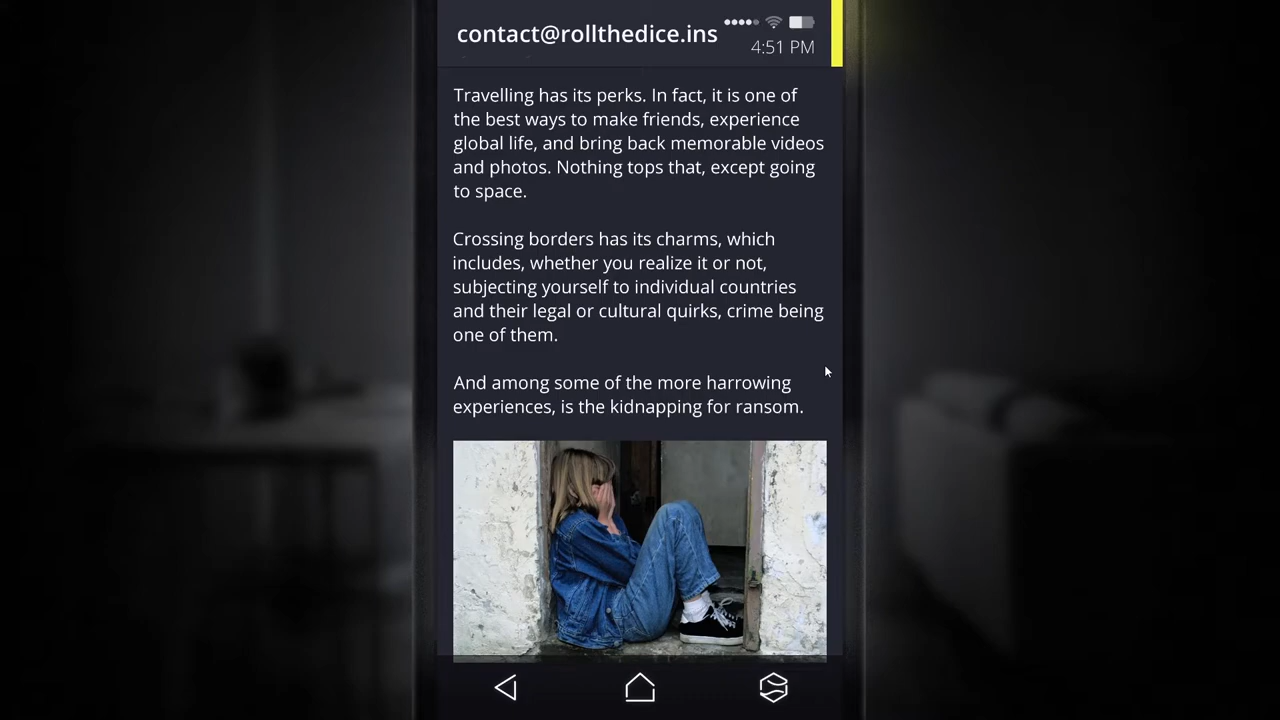 contact@rollthedice.ins
4:51 PM
Travelling has its perks. In fact, it is one of
the best ways to make friends, experience
global life, and bring back memorable videos
and photos. Nothing tops that, except going
to space.
Crossing borders has its charms, which
includes, whether you realize it or not,
subjecting yourself to individual countries
and their legal or cultural quirks, crime being
one of them.
And among some of the more harrowing
experiences, is the kidnapping for ransom.